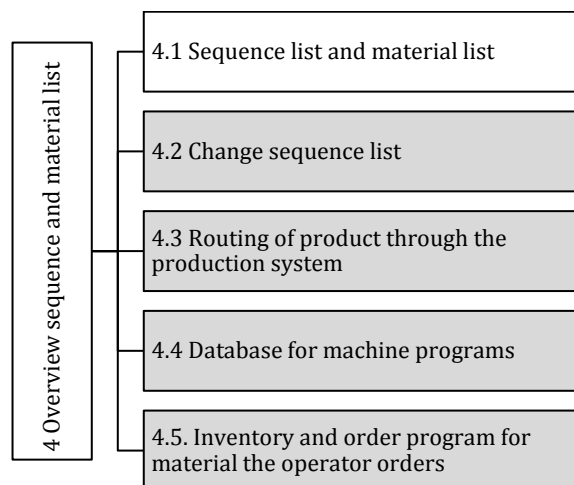 4 Overview sequence and material list
4.1 Sequence list and material list
4.2 Change sequence list
4.3 Routing of product through the
production system
4.4 Database for machine programs
4.5. Inventory and order program for
material the operator orders